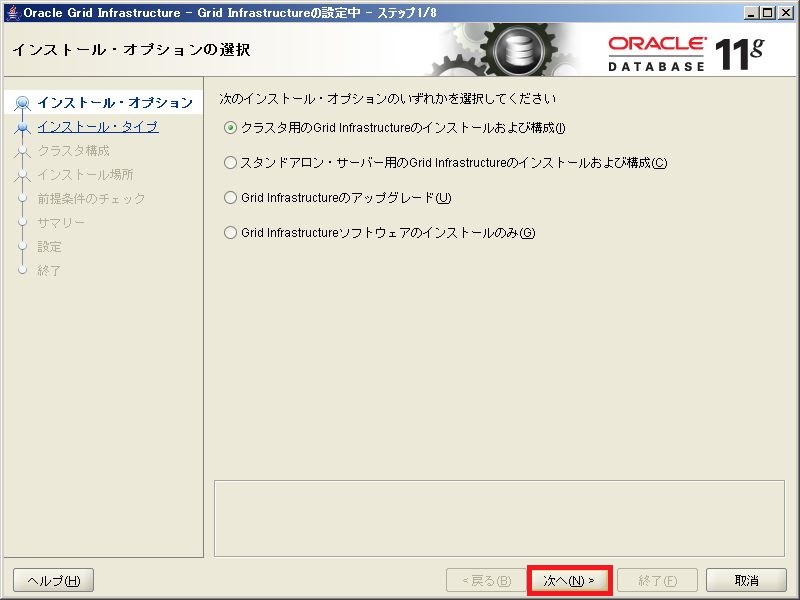 Oracle Grid Infrastructure - Grid Infrastructureの設定中 - ステップ1/8
インストール・オプションの選択
ORACLE
DATABASE 11g
インストール・オプション
インストール・タイプ
クラスタ構成
インストール場所
前提条件のチェック
サマリー
設定
終了
次のインストール・オプションのいずれかを選択してください
クラスタ用のGrid Infrastructureのインストールおよび構成(I)
スタンドアロン・サーバー用のGrid Infrastructureのインストールおよび構成(C)
Grid Infrastructureのアップグレード(U)
Grid Infrastructureソフトウェアのインストールのみ(G)
ヘルプ(H)
< 戻る(B)
次へ(N) >
終了(F)
取消